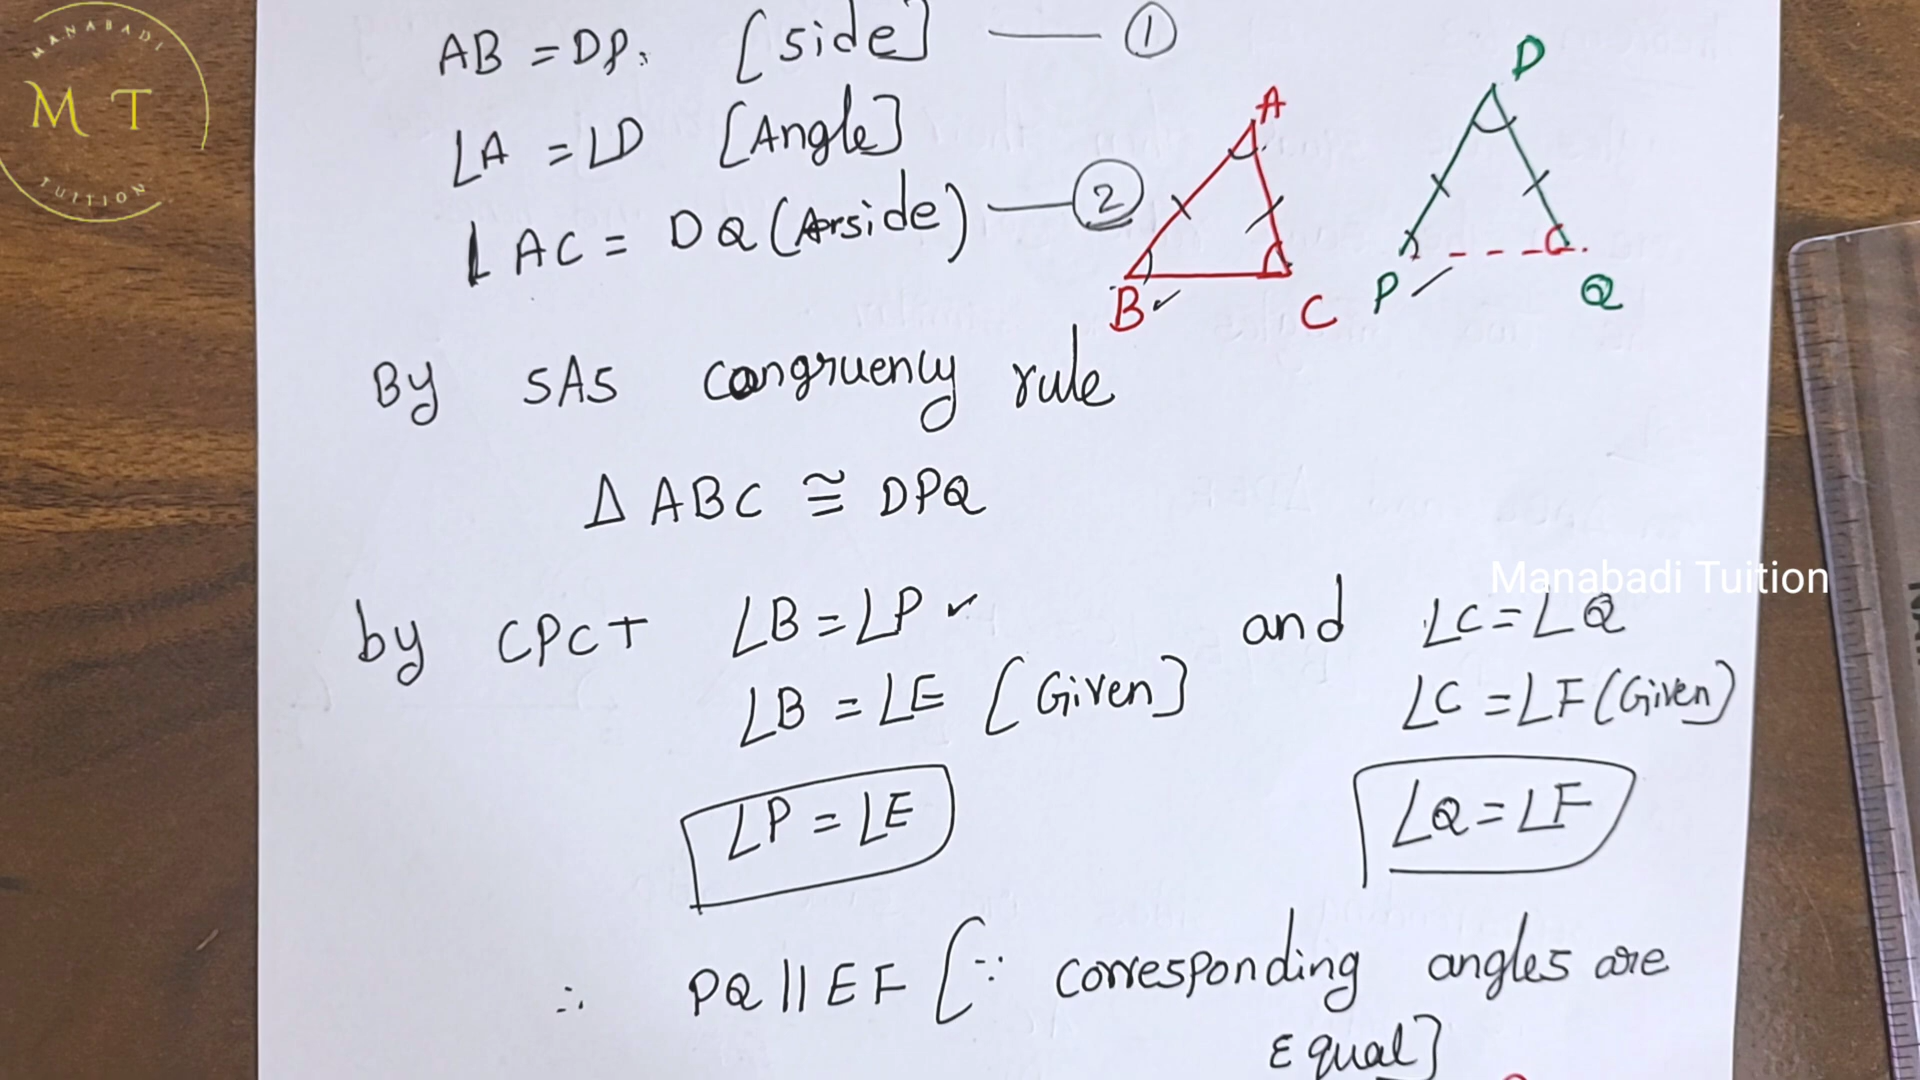 MANABADI
M T
TUITION
AB = DP. [side] — ①
∠A = ∠D [Angle]
AC = DQ (side) — ②
A
B
C
D
P
Q
By SAS congruency rule
Δ ABC ≅ DPQ
Manabadi Tuition
by CPCT ∠B = ∠P ✓ and ∠C = ∠Q
∠B = ∠E [Given] ∠C = ∠F (Given)
∠P = ∠E ∠Q = ∠F
∴ PQ || EF [∵ corresponding angles are
Equal]